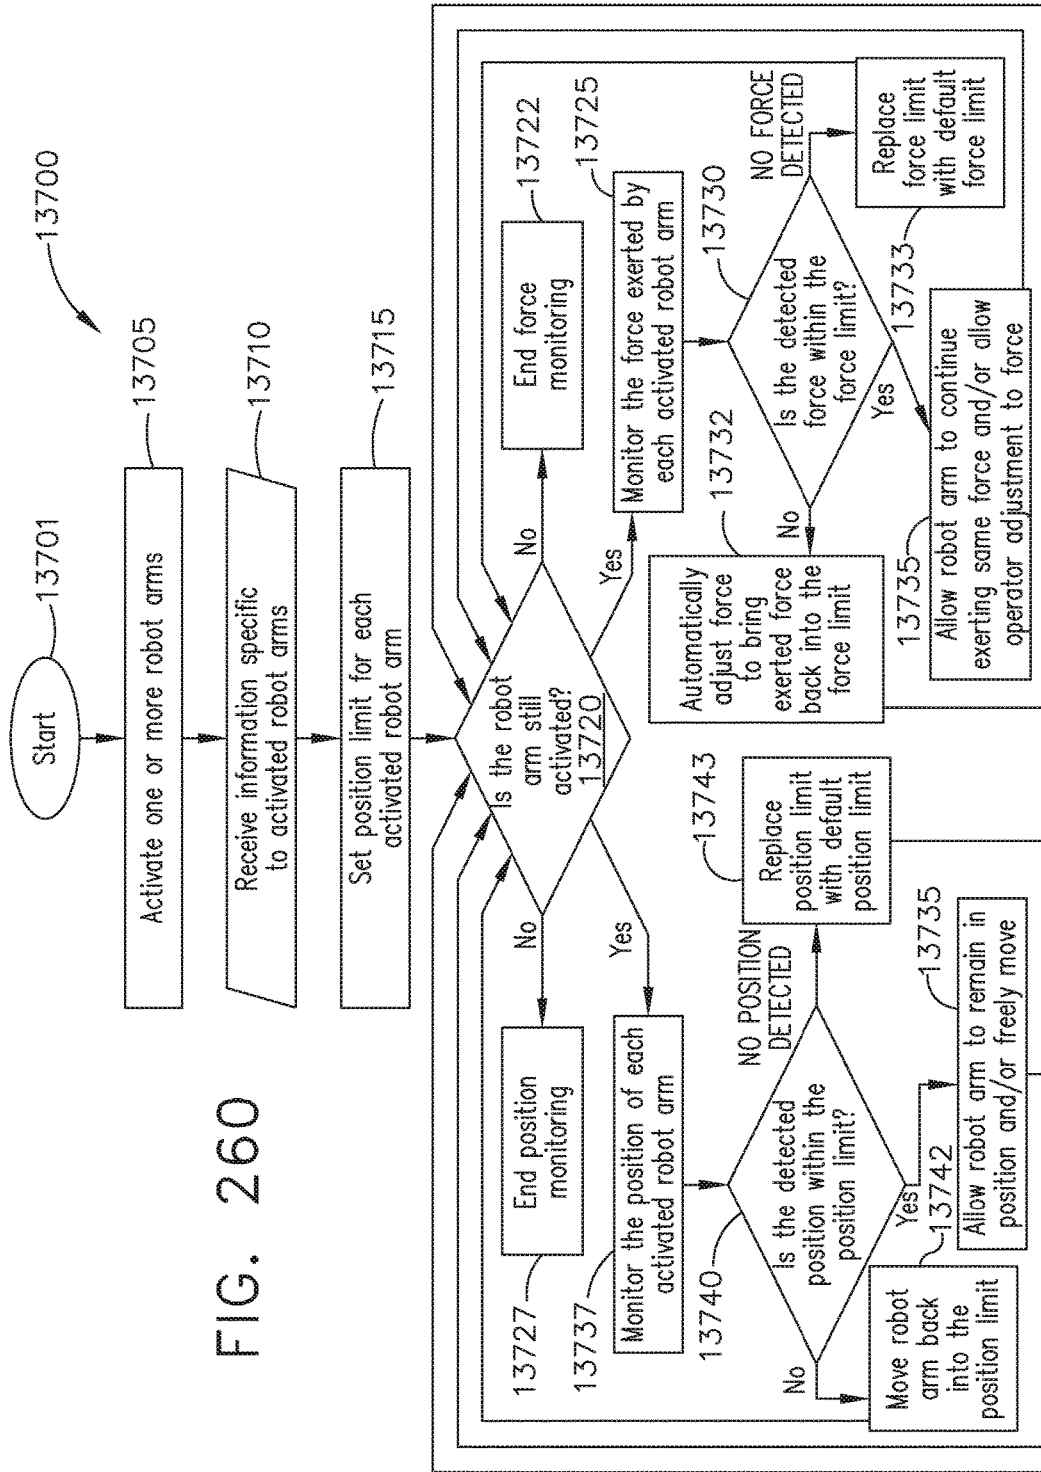 FIG. 260
13700
Start
13701
Activate one or more robot arms
13705
Receive information specific
to activated robot arms
13710
Set position limit for each
activated robot arm
13715
Is the robot
arm still
activated?
13720
No
End position
monitoring
13727
No
End force
monitoring
13722
Yes
Monitor the position of each
activated robot arm
13737
Yes
Monitor the force exerted by
each activated robot arm
13725
Is the detected
position within the
position limit?
13740
NO POSITION
DETECTED
Replace
position limit
with default
position limit
13743
No
Move robot
arm back
into the
position limit
13742
Yes
Allow robot arm to remain in
position and/or freely move
13735
Is the detected
force within the
force limit?
13730
No
Automatically
adjust force
to bring
exerted force
back into the
force limit
13732
NO FORCE
DETECTED
Replace
force limit
with default
force limit
13733
Yes
Allow robot arm to continue
exerting same force and/or allow
operator adjustment to force
13735